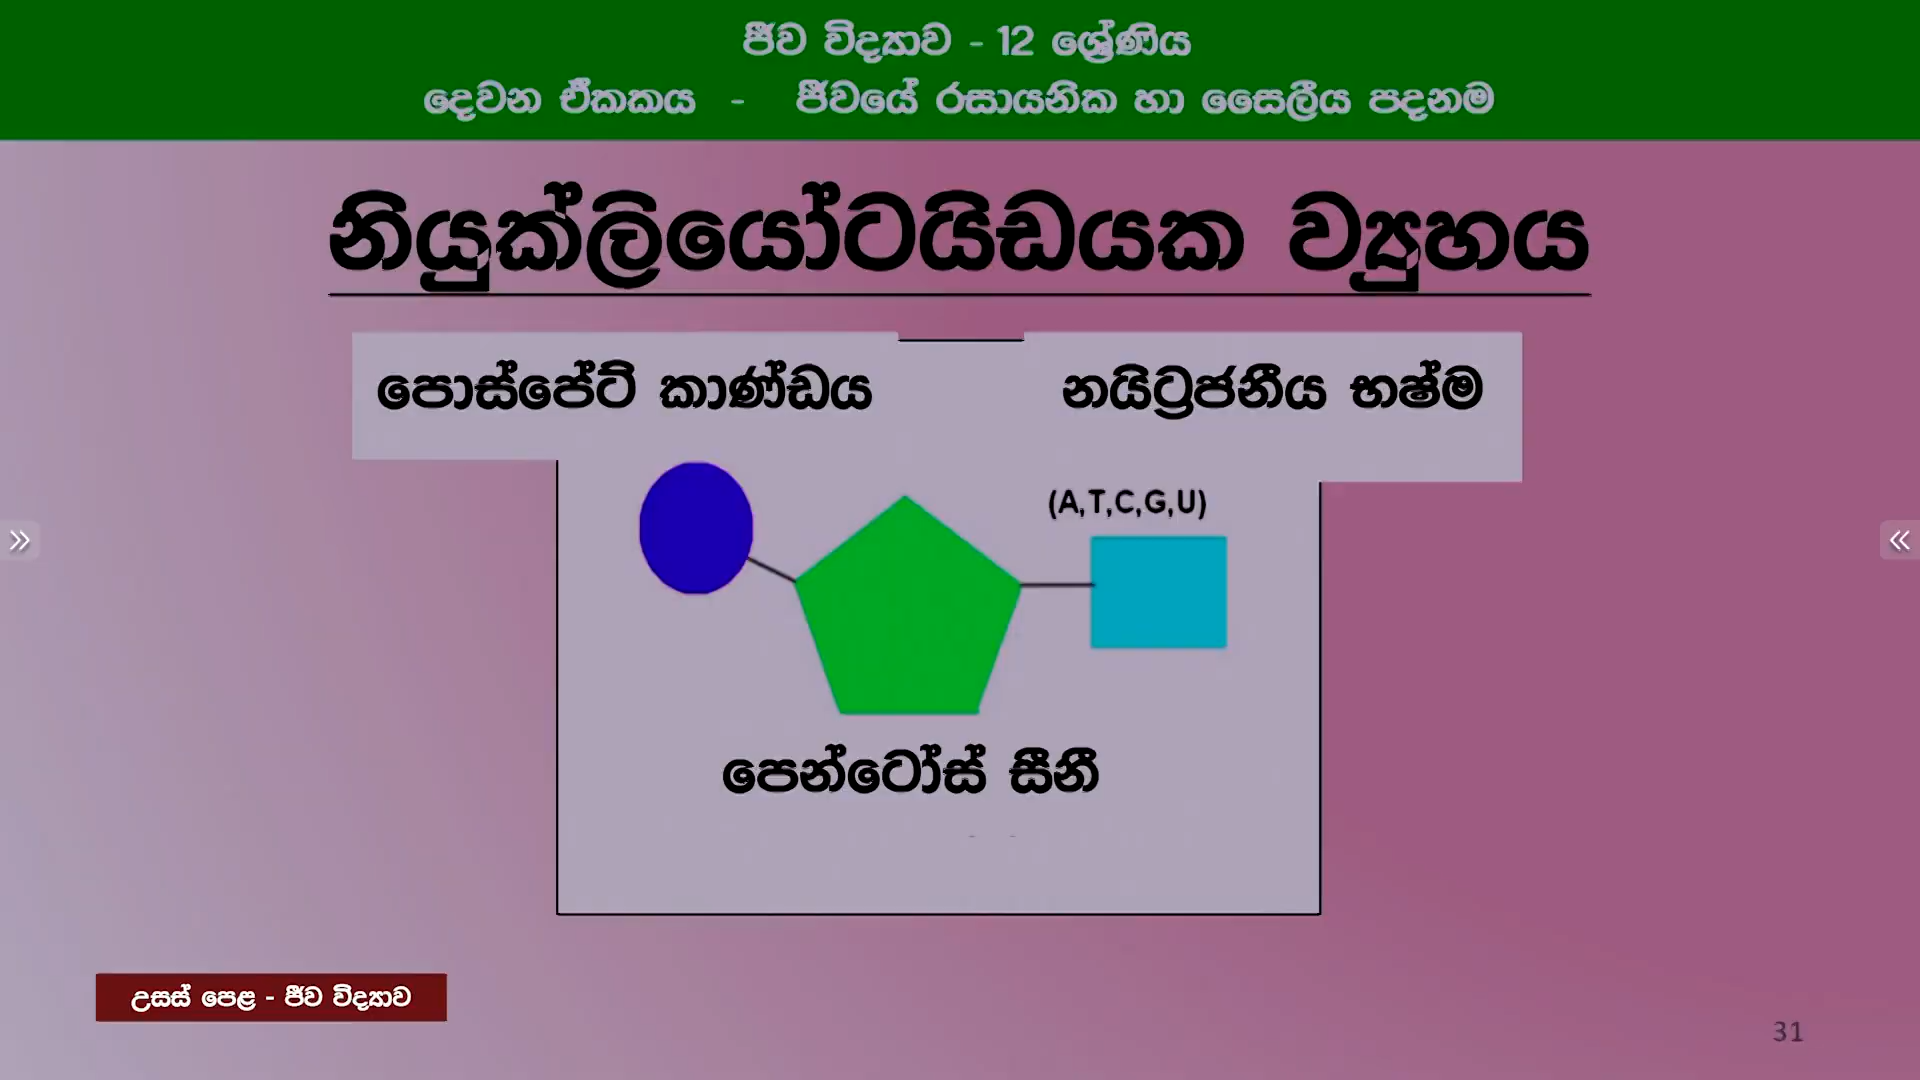 ජීව විද්‍යාව - 12 ශ්‍රේණිය
දෙවන ඒකකය - ජීවයේ රසායනික හා සෛලීය පදනම
නියුක්ලියෝටයිඩයක ව්‍යුහය
පොස්පේට් කාණ්ඩය නයිට්‍රජනීය භෂ්ම
(A,T,C,G,U)
පෙන්ටෝස් සීනී
උසස් පෙළ - ජීව විද්‍යාව
31